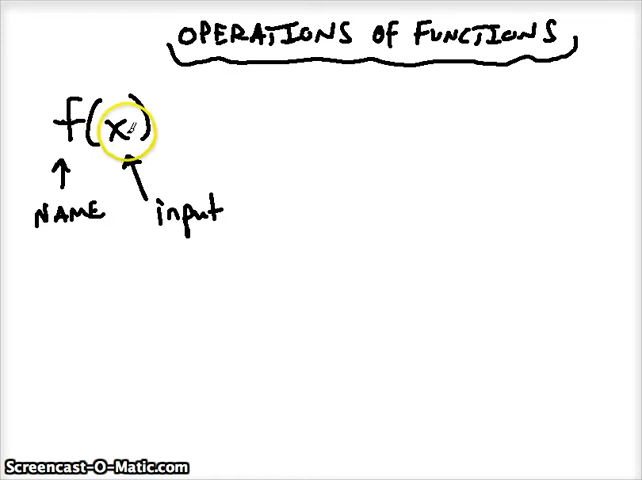 OPERATIONS OF FUNCTIONS
f(x)
NAME
input
Screencast-O-Matic.com